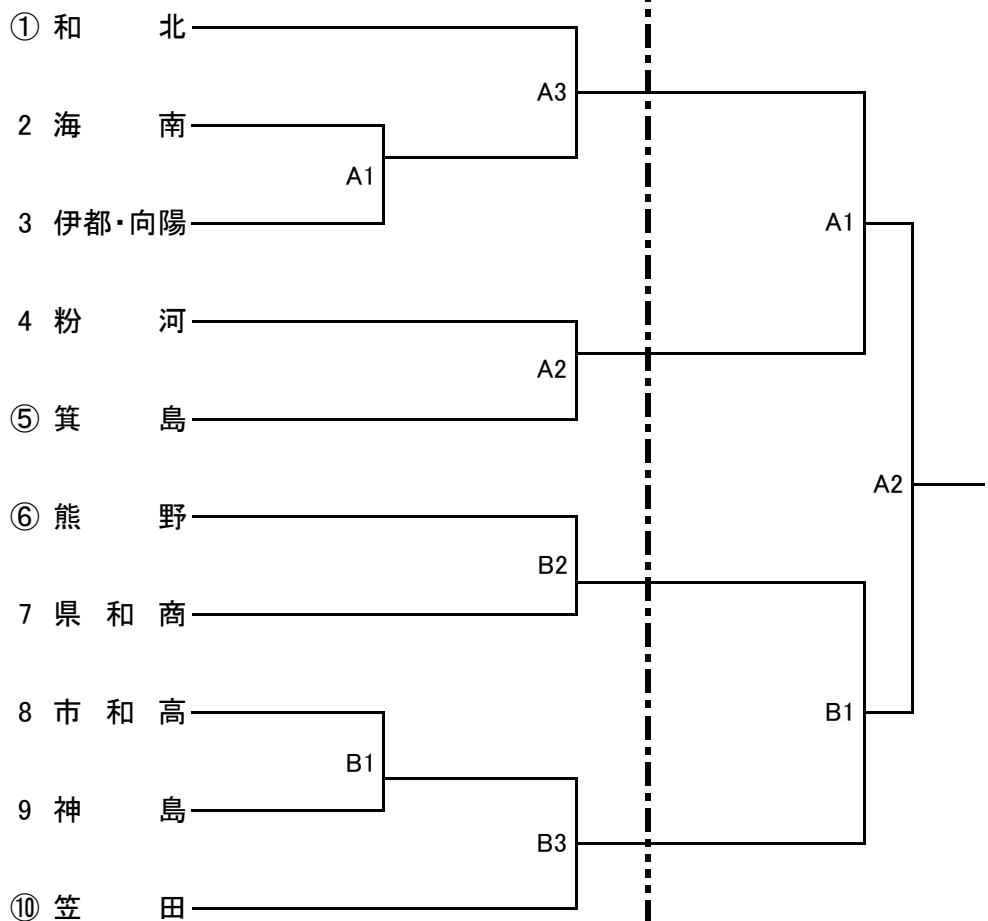 ① 和 北
A3
2 海 南
A1
3 伊都・向陽
A1
4 粉 河
A2
⑤ 箕 島
A2
⑥ 熊 野
B2
7 県 和 商
8 市 和 高
B1
B1
9 神 島
B3
⑩ 笠 田